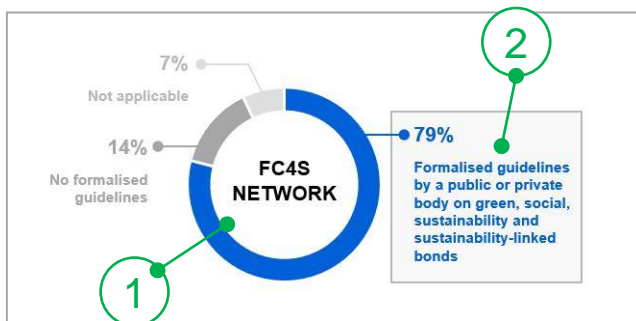 2
7%
Not applicable
79%
14%
No formalised
guidelines
FC4S
NETWORK
Formalised guidelines
by a public or private
body on green, social,
sustainability and
sustainability-linked
bonds
1